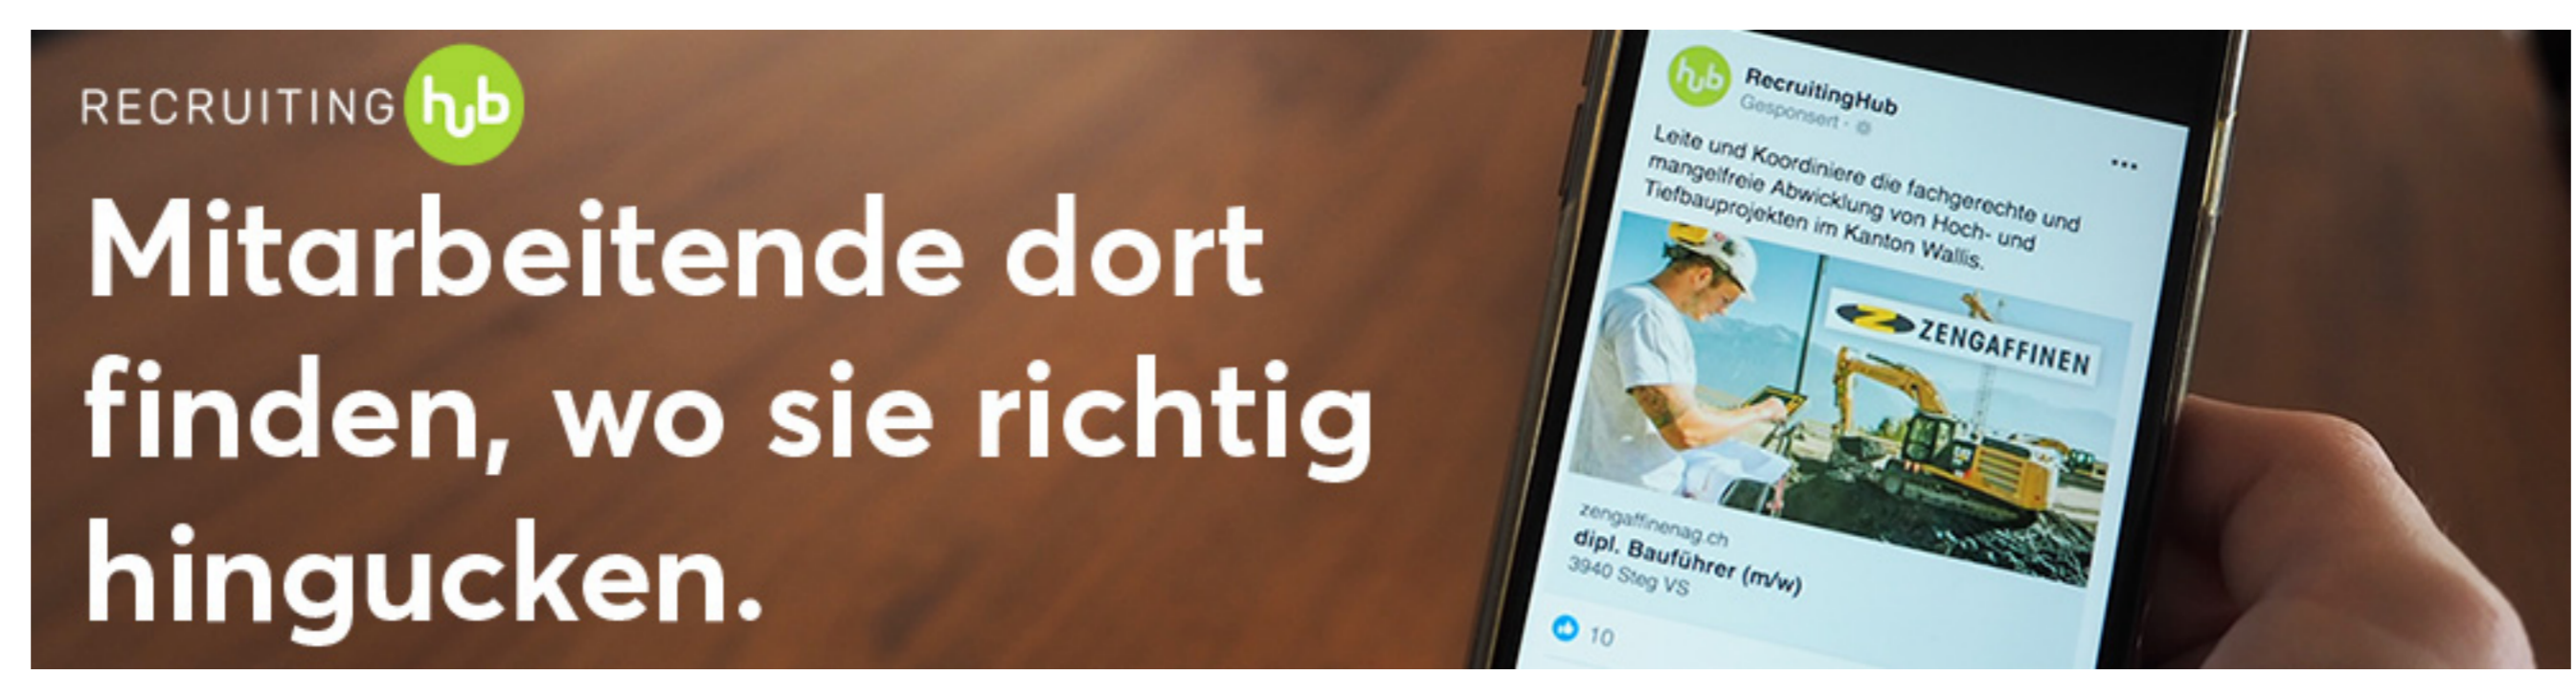 RECRUITING hub
Mitarbeitende dort
finden, wo sie richtig
hingucken.
hub
RecruitingHub
Gesponsert ·
...
Leite und Koordiniere die fachgerechte und
mangelfreie Abwicklung von Hoch- und
Tiefbauprojekten im Kanton Wallis.
Z ZENGAFFINEN
zengaffinenag.ch
dipl. Bauführer (m/w)
3940 Steg VS
10